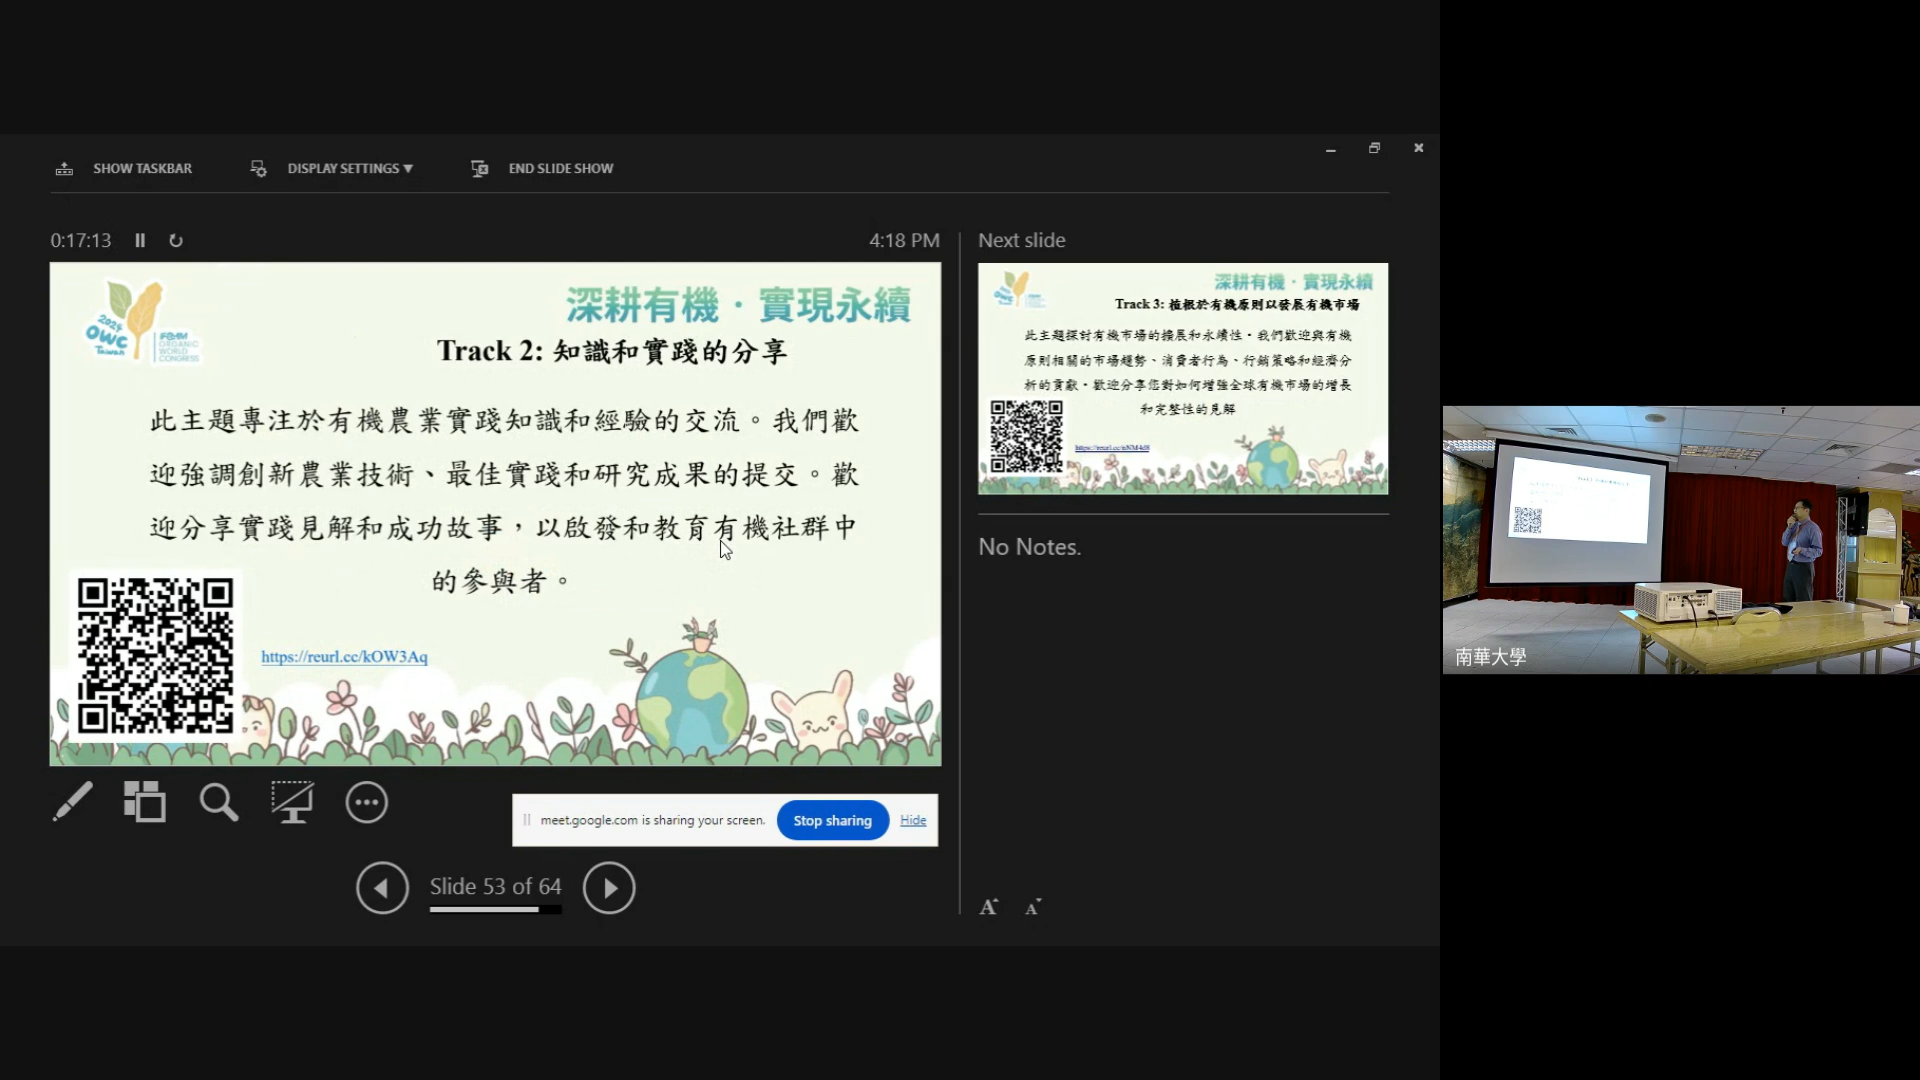 SHOW TASKBAR
DISPLAY SETTINGS ▼
END SLIDE SHOW
0:17:13
4:18 PM
2024
OWC
Taiwan
IFOAM
ORGANIC
WORLD
CONGRESS
深耕有機·實現永續
Track 2: 知識和實踐的分享
此主題專注於有機農業實踐知識和經驗的交流。我們歡
迎強調創新農業技術、最佳實踐和研究成果的提交。歡
迎分享實踐見解和成功故事，以啟發和教育有機社群中
的參與者。
https://reurl.cc/kOW3Aq
meet.google.com is sharing your screen.
Stop sharing
Hide
Slide 53 of 64
Next slide
深耕有機·實現永續
Track 3: 植根於有機原則以發展有機市場
此主題探討有機市場的擴展和永續性。我們歡迎與有機
原則相關的市場趨勢、消費者行為、行銷策略和經濟分
析的貢獻。歡迎分享您對如何增強全球有機市場的增長
和完整性的見解
No Notes.
A A
南華大學